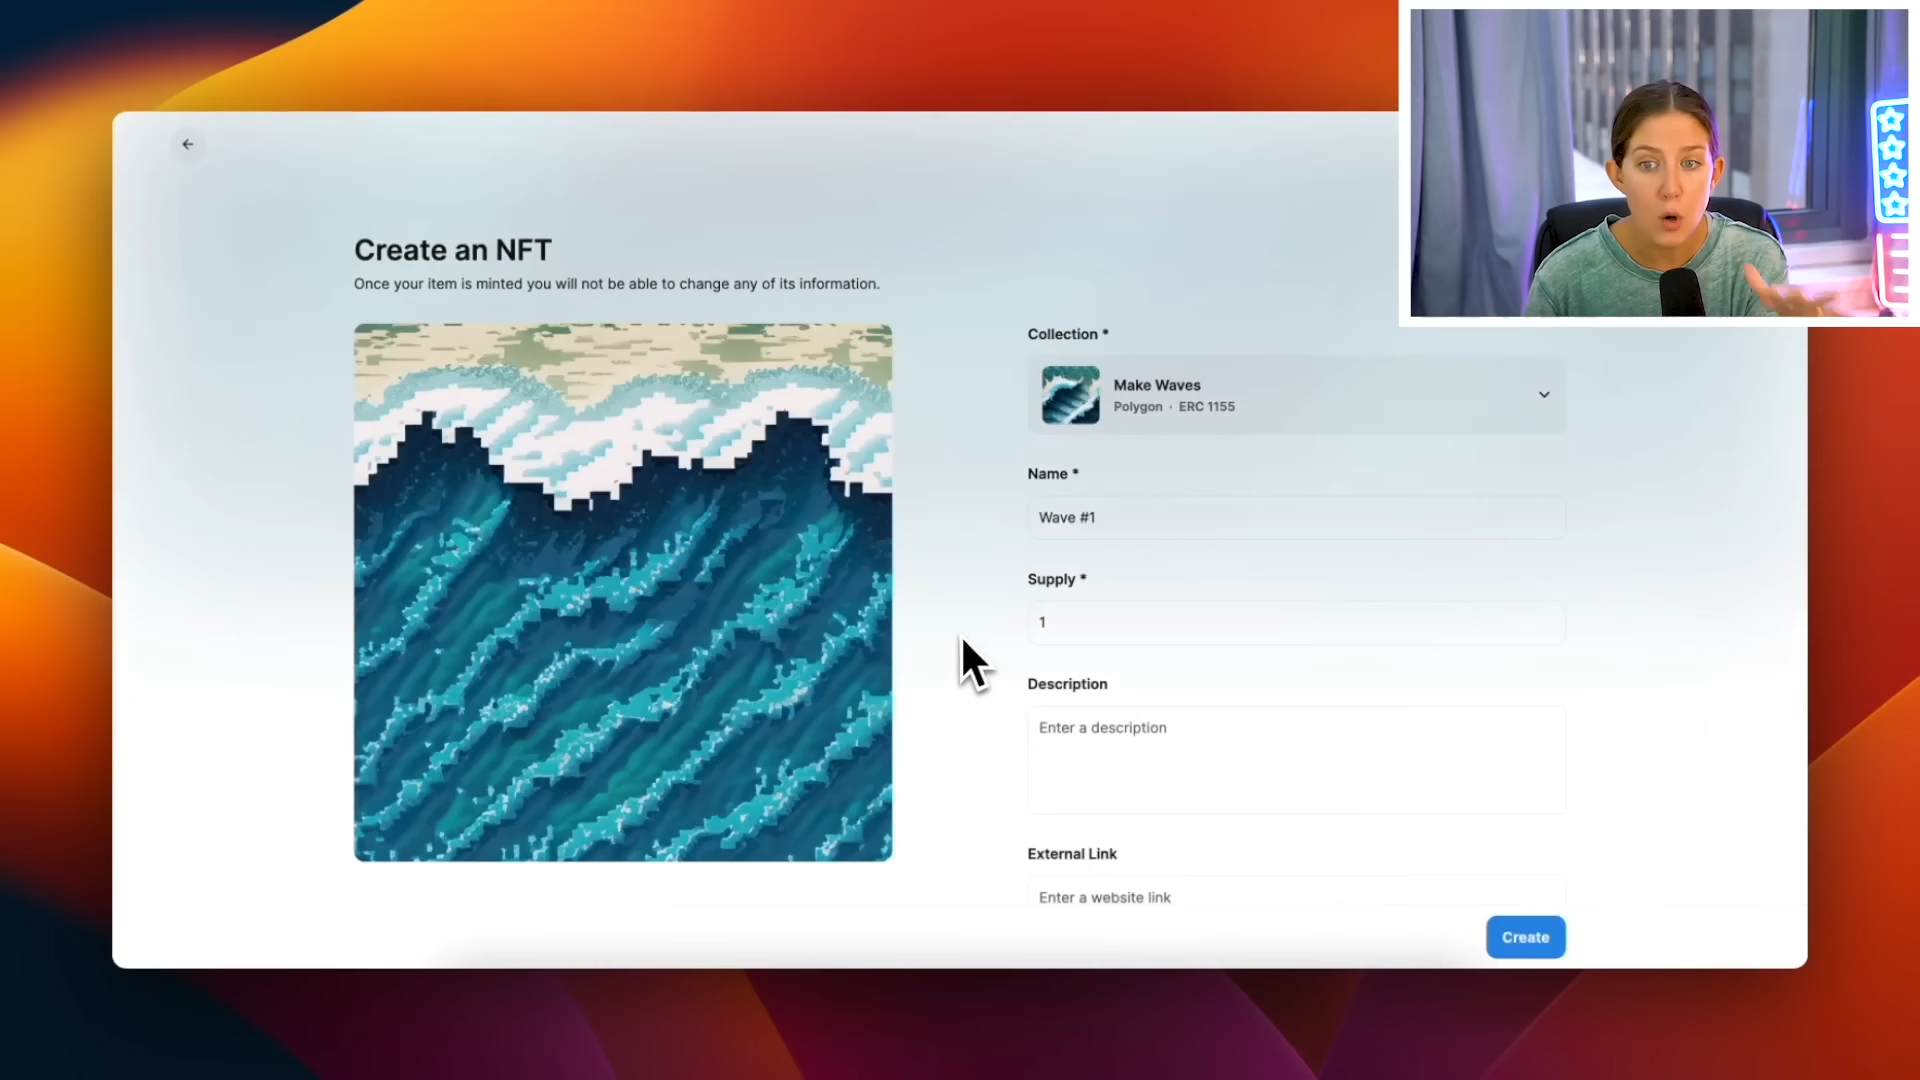 Create an NFT
Once your item is minted you will not be able to change any of its information.
Collection *
Make Waves
Polygon · ERC 1155
Name *
Wave #1
Supply *
1
Description
Enter a description
External Link
Enter a website link
Create